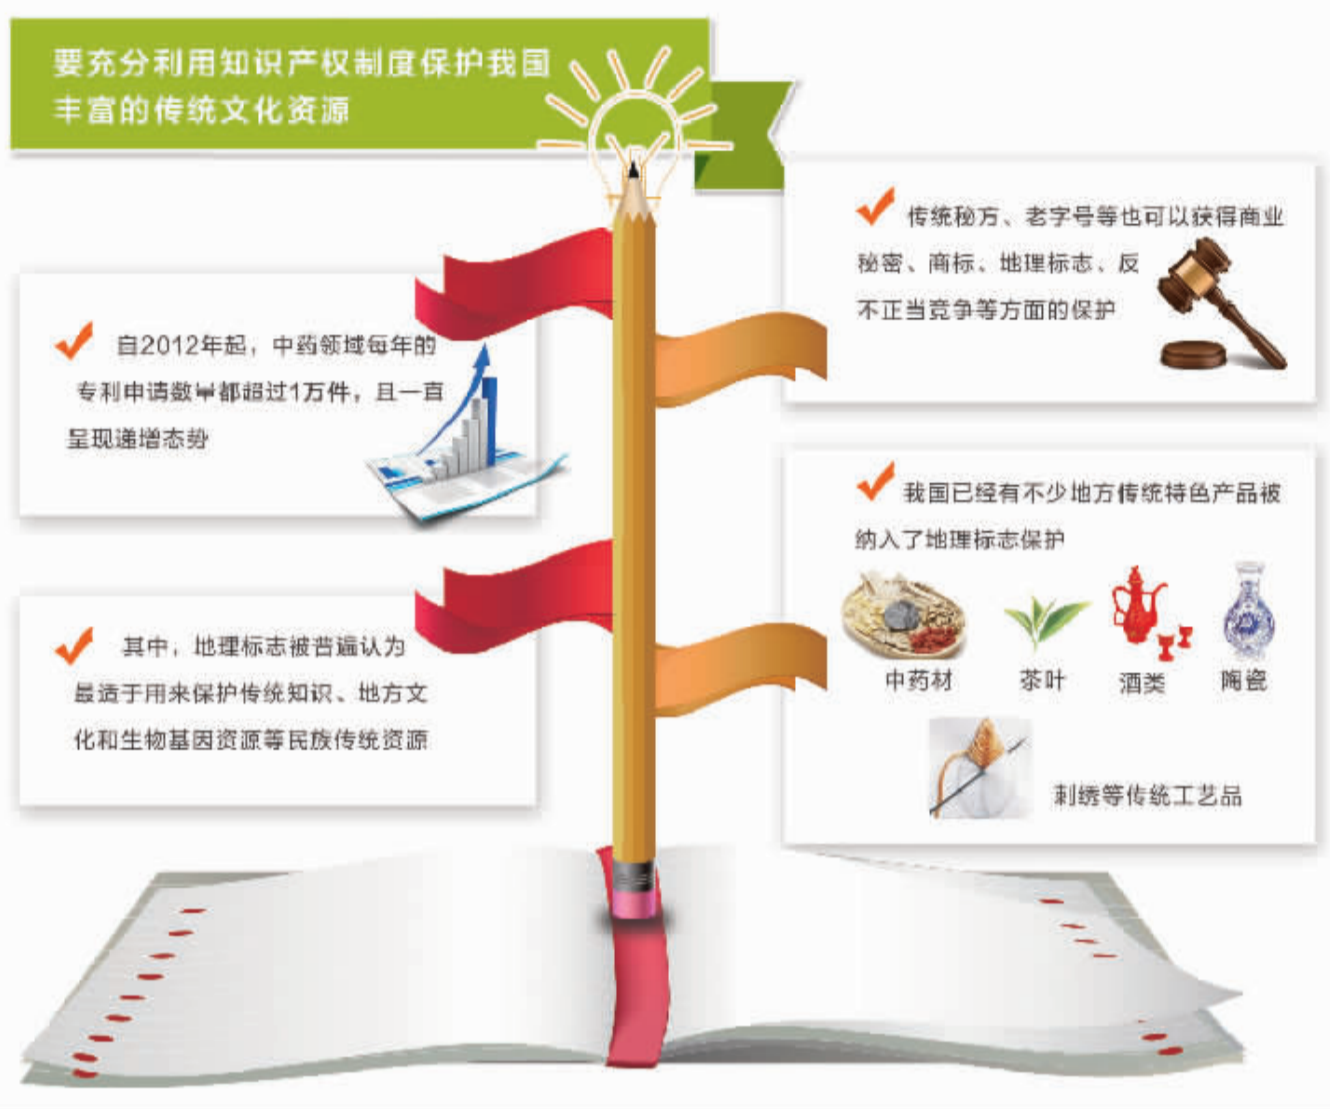 要充分利用知识产权制度保护我国
丰富的传统文化资源
自2012年起，中药领域每年的
专利申请数量都超过1万件，且一直
呈现递增态势
其中，地理标志被普遍认为
最适于用来保护传统知识、地方文
化和生物基因资源等民族传统资源
传统秘方、老字号等也可以获得商业
秘密、商标、地理标志、反
不正当竞争等方面的保护
我国已经有不少地方传统特色产品被
纳入了地理标志保护
中药材
茶叶
酒类
陶瓷
刺绣等传统工艺品